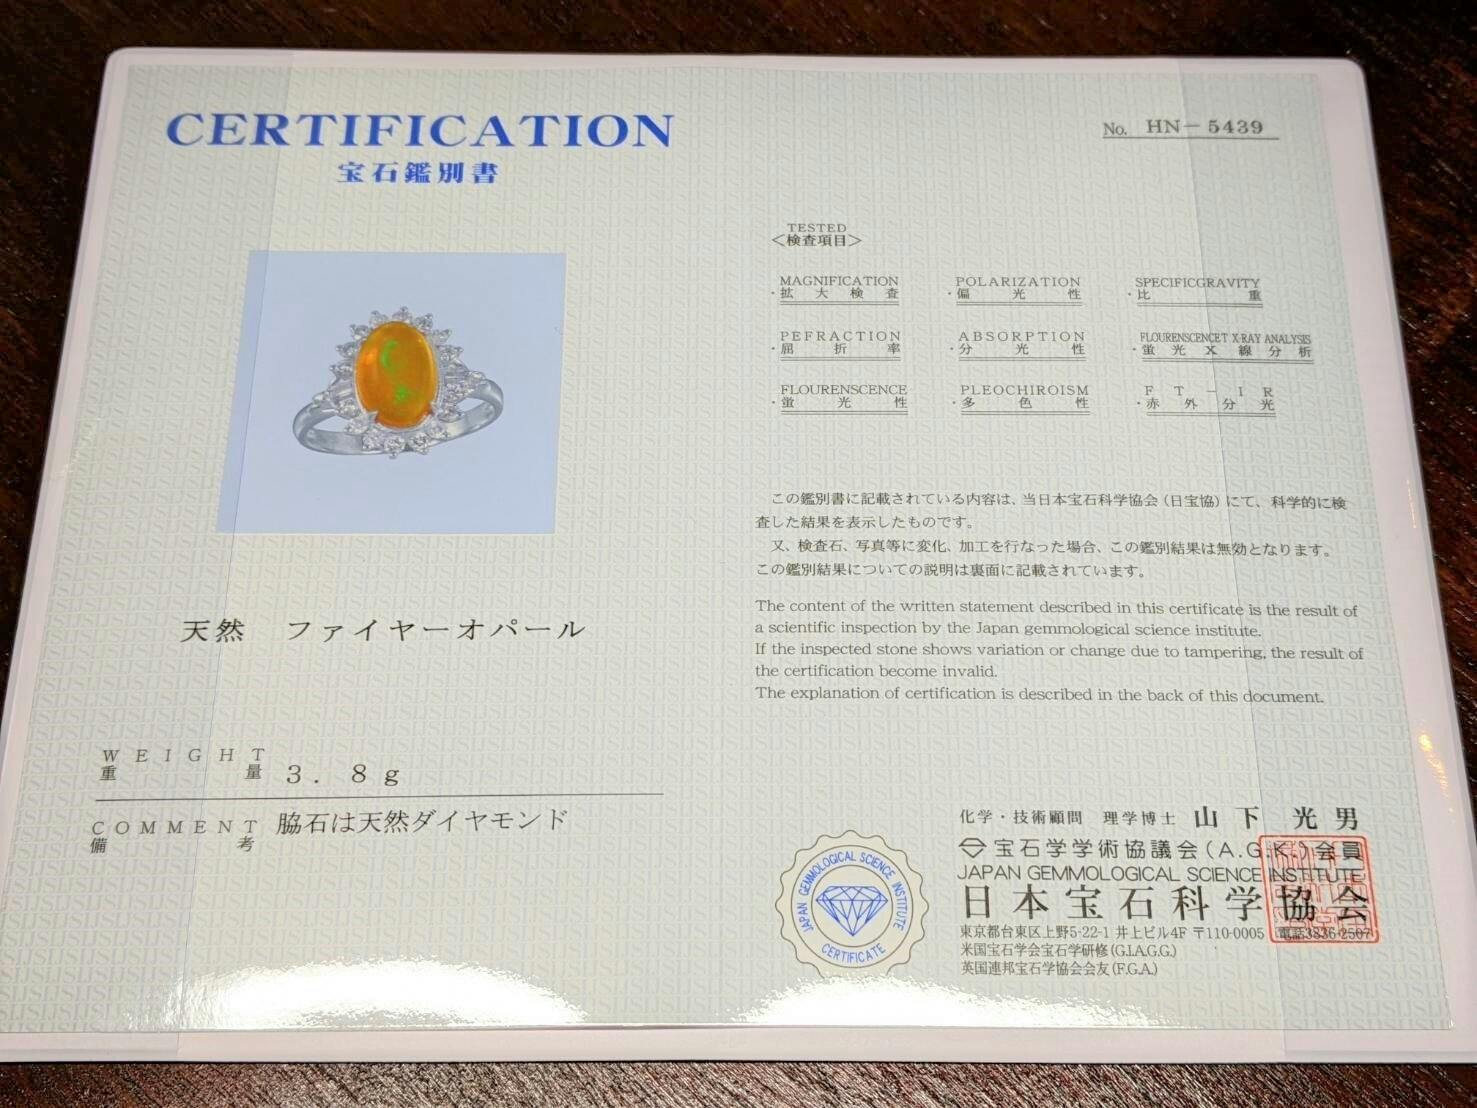 CERTIFICATION
宝石鑑別書
No. HN－5439
TESTED
＜検査項目＞
MAGNIFICATION
・拡大検査
POLARIZATION
・偏光性
SPECIFICGRAVITY
・比重
PEFRACTION
・屈折率
ABSORPTION
・分光性
FLOURENSCENCET X-RAY ANALYSIS
・蛍光X線分析
FLOURENSCENCE
・蛍光性
PLEOCHIROISM
・多色性
FT-IR
・赤外分光
この鑑別書に記載されている内容は、当日本宝石科学協会（日宝協）にて、科学的に検
査した結果を表示したものです。
又、検査石、写真等に変化、加工を行なった場合、この鑑別結果は無効となります。
この鑑別結果についての説明は裏面に記載されています。
The content of the written statement described in this certificate is the result of
a scientific inspection by the Japan gemmological science institute.
If the inspected stone shows variation or change due to tampering, the result of
the certification become invalid.
The explanation of certification is described in the back of this document.
天然　ファイヤーオパール
WEIGHT
重量 3.8g
COMMENT 脇石は天然ダイヤモンド
備考
JAPAN GEMMOLOGICAL SCIENCE INSTITUTE
CERTIFICATE
化学・技術顧問 理学博士 山下 光男
宝石学学術協議会(A.G.K.)会員
JAPAN GEMMOLOGICAL SCIENCE INSTITUTE
日本宝石科学協会
東京都台東区上野5-22-1 井上ビル4F 〒110-0005 電話3836-2507
米国宝石学会宝石学研修(G.I.A.G.G.)
英国連邦宝石学協会会友(F.G.A.)